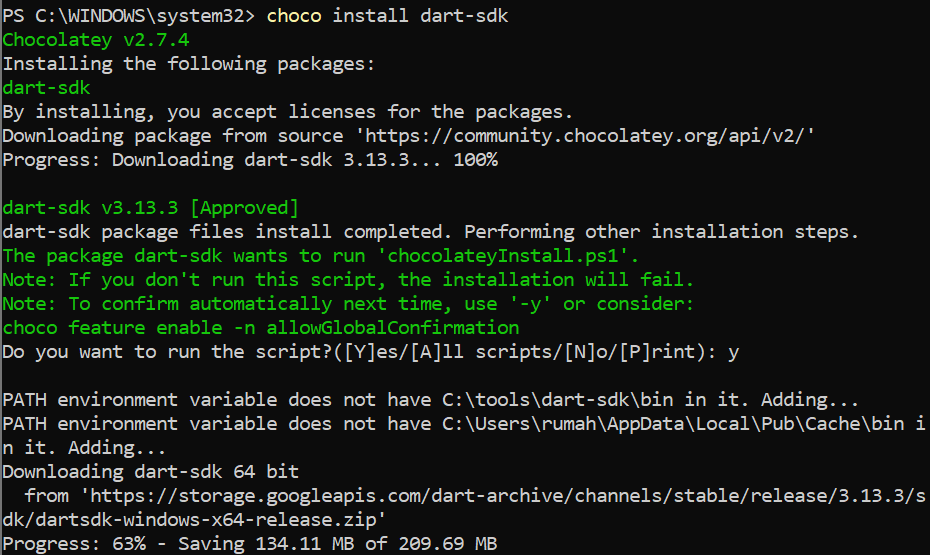 PS C:\WINDOWS\system32> choco install dart-sdk
Chocolatey v2.7.4
Installing the following packages:
dart-sdk
By installing, you accept licenses for the packages.
Downloading package from source 'https://community.chocolatey.org/api/v2/'
Progress: Downloading dart-sdk 3.13.3... 100%

dart-sdk v3.13.3 [Approved]
dart-sdk package files install completed. Performing other installation steps.
The package dart-sdk wants to run 'chocolateyInstall.ps1'.
Note: If you don't run this script, the installation will fail.
Note: To confirm automatically next time, use '-y' or consider:
choco feature enable -n allowGlobalConfirmation
Do you want to run the script?([Y]es/[A]ll scripts/[N]o/[P]rint): y

PATH environment variable does not have C:\tools\dart-sdk\bin in it. Adding...
PATH environment variable does not have C:\Users\rumah\AppData\Local\Pub\Cache\bin i
n it. Adding...
Downloading dart-sdk 64 bit
  from 'https://storage.googleapis.com/dart-archive/channels/stable/release/3.13.3/s
dk/dartsdk-windows-x64-release.zip'
Progress: 63% - Saving 134.11 MB of 209.69 MB